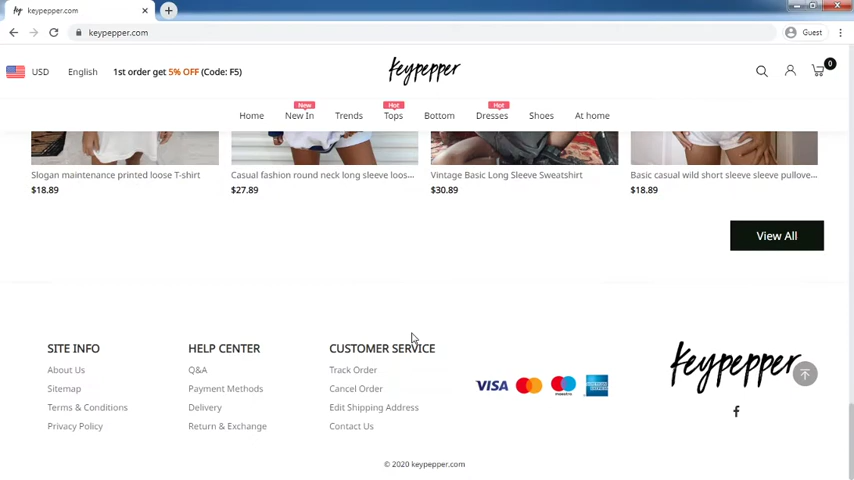 keypepper.com
keypepper.com
Guest
USD English 1st order get 5% OFF (Code: F5)
keypepper
0
New Hot Hot
Home New In Trends Tops Bottom Dresses Shoes At home
Slogan maintenance printed loose T-shirt
$18.89
Casual fashion round neck long sleeve loos...
$27.89
Vintage Basic Long Sleeve Sweatshirt
$30.89
Basic casual wild short sleeve sleeve pullove...
$18.89
View All
SITE INFO
About Us
Sitemap
Terms & Conditions
Privacy Policy
HELP CENTER
Q&A
Payment Methods
Delivery
Return & Exchange
CUSTOMER SERVICE
Track Order
Cancel Order
Edit Shipping Address
Contact Us
VISA
maestro
keypepper
© 2020 keypepper.com